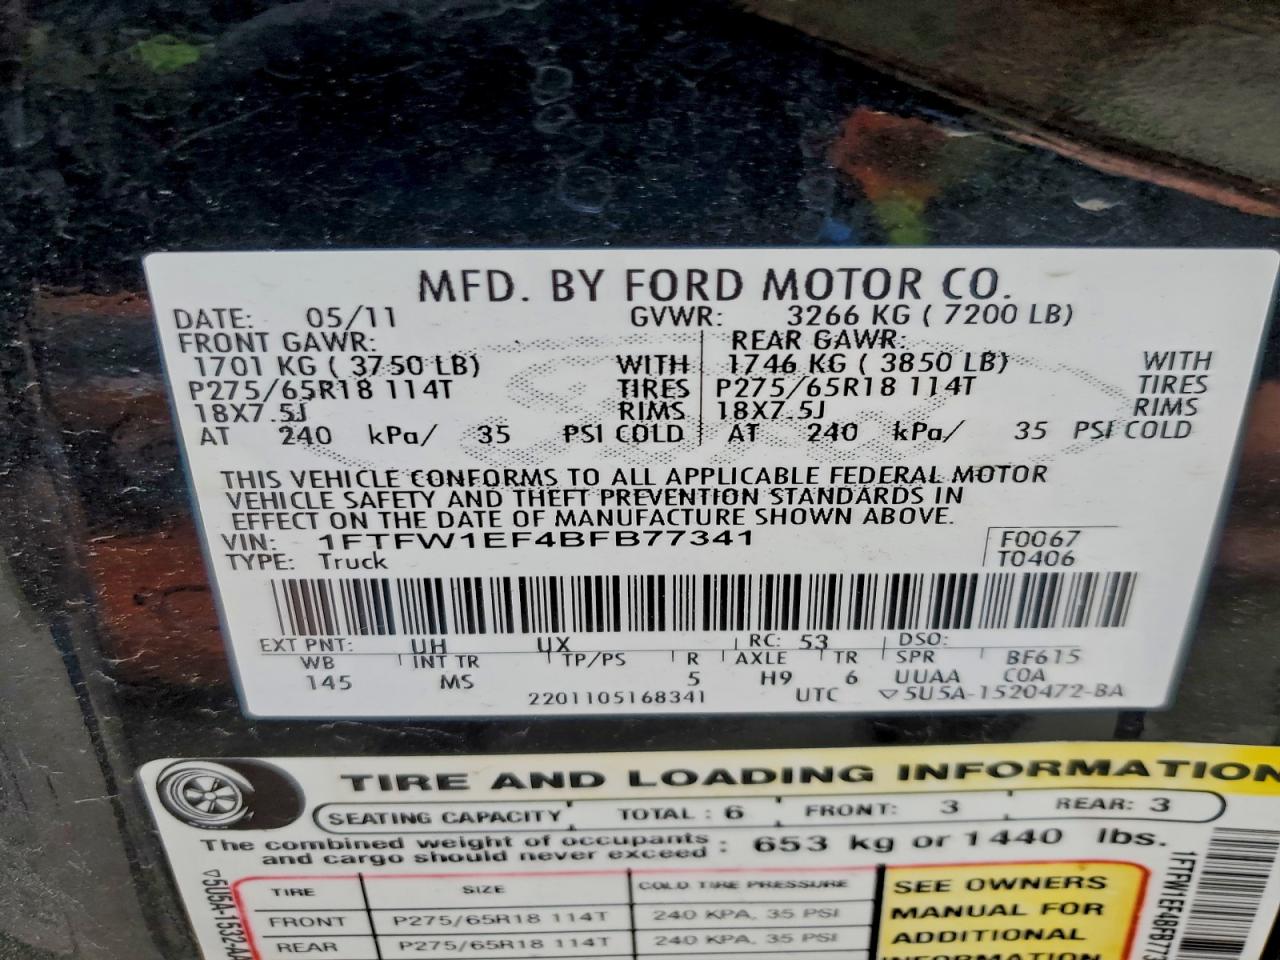 MFD. BY FORD MOTOR CO.
DATE: 05/11 GVWR: 3266 KG ( 7200 LB)
FRONT GAWR: REAR GAWR:
1701 KG ( 3750 LB) WITH 1746 KG ( 3850 LB) WITH
P275/65R18 114T TIRES P275/65R18 114T TIRES
18X7.5J RIMS 18X7.5J RIMS
AT 240 kPa/ 35 PSI COLD AT 240 kPa/ 35 PSI COLD
THIS VEHICLE CONFORMS TO ALL APPLICABLE FEDERAL MOTOR
VEHICLE SAFETY AND THEFT PREVENTION STANDARDS IN
EFFECT ON THE DATE OF MANUFACTURE SHOWN ABOVE.
VIN: 1FTFW1EF4BFB77341 F0067
TYPE: Truck T0406
EXT PNT: UH UX RC: 53 DSO:
WB INT TR TP/PS R AXLE TR SPR BF615
145 MS 5 H9 6 UUAA C0A
2201105168341 UTC ▽5U5A-1520472-BA
TIRE AND LOADING INFORMATION
SEATING CAPACITY TOTAL : 6 FRONT: 3 REAR: 3
The combined weight of occupants
and cargo should never exceed : 653 kg or 1440 lbs.
TIRE SIZE COLD TIRE PRESSURE
FRONT P275/65R18 114T 240 KPA, 35 PSI
REAR P275/65R18 114T 240 KPA, 35 PSI
SEE OWNERS
MANUAL FOR
ADDITIONAL
INFORMATION
▽5U5A-1532-AA
1FTFW1EF4BFB773